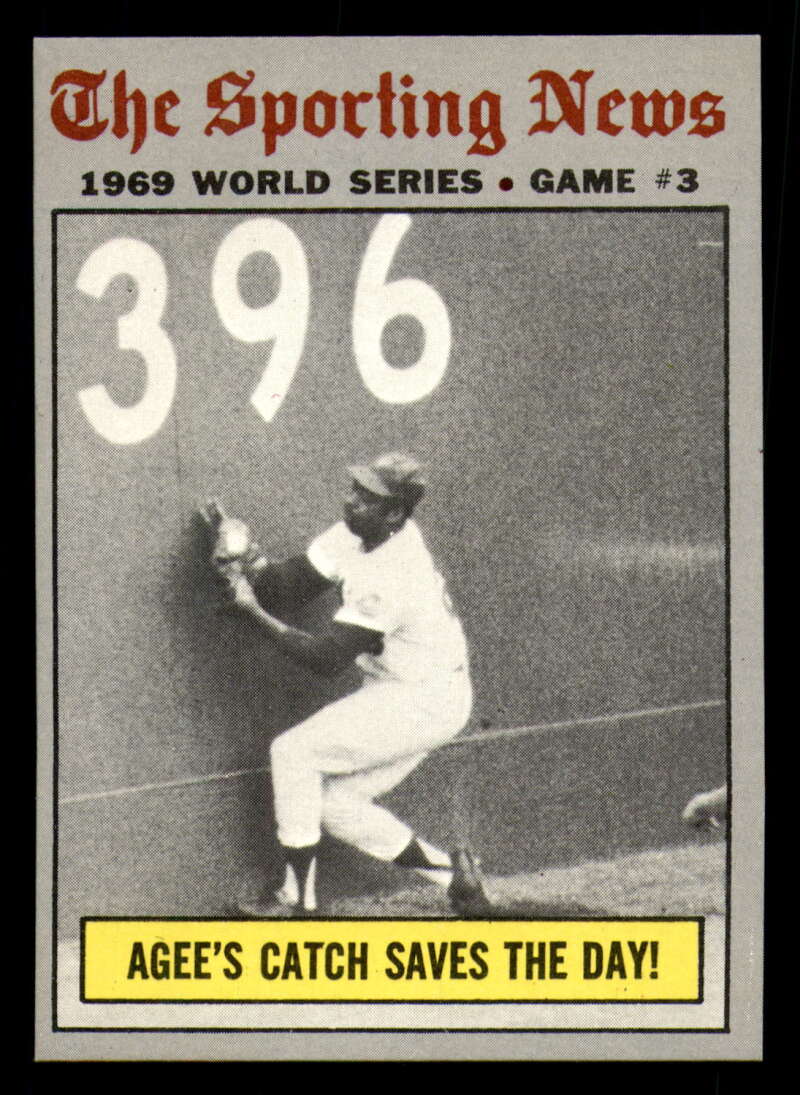 The Sporting News
1969 WORLD SERIES • GAME #3
396
AGEE'S CATCH SAVES THE DAY!